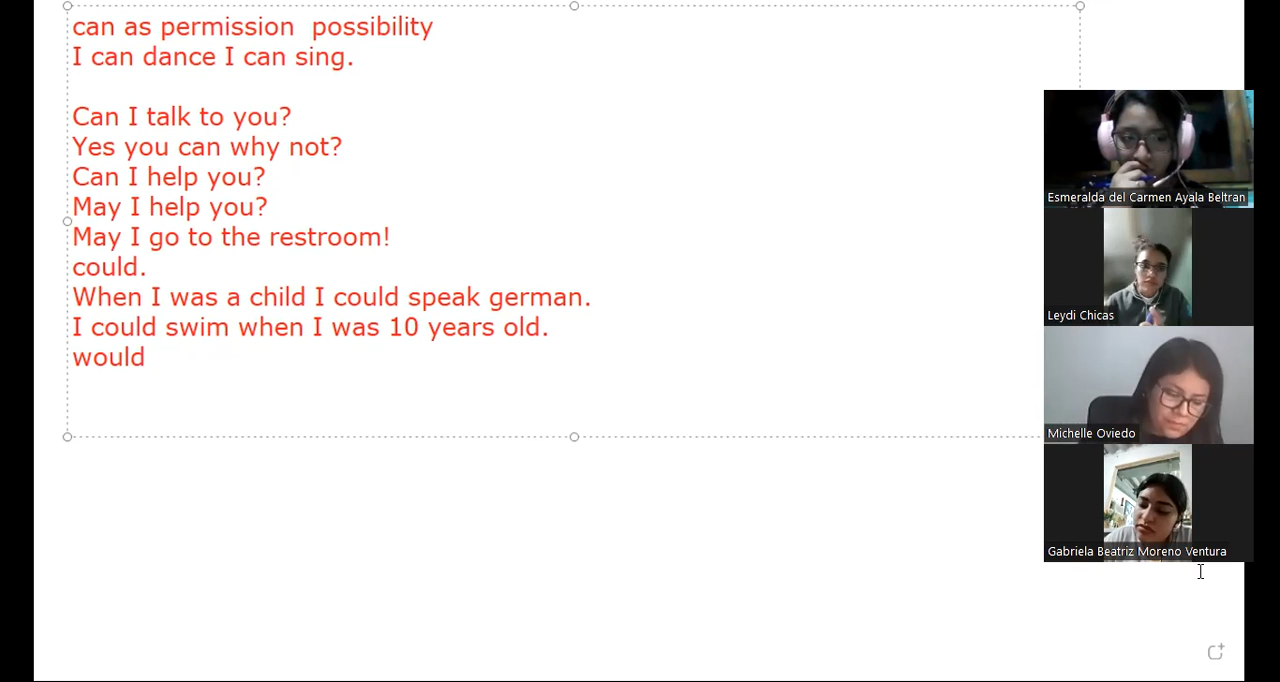 can as permission  possibility
I can dance I can sing.
Can I talk to you?
Yes you can why not?
Can I help you?
May I help you?
May I go to the restroom!
could.
When I was a child I could speak german.
I could swim when I was 10 years old.
would
Esmeralda del Carmen Ayala Beltran
Leydi Chicas
Michelle Oviedo
Gabriela Beatriz Moreno Ventura